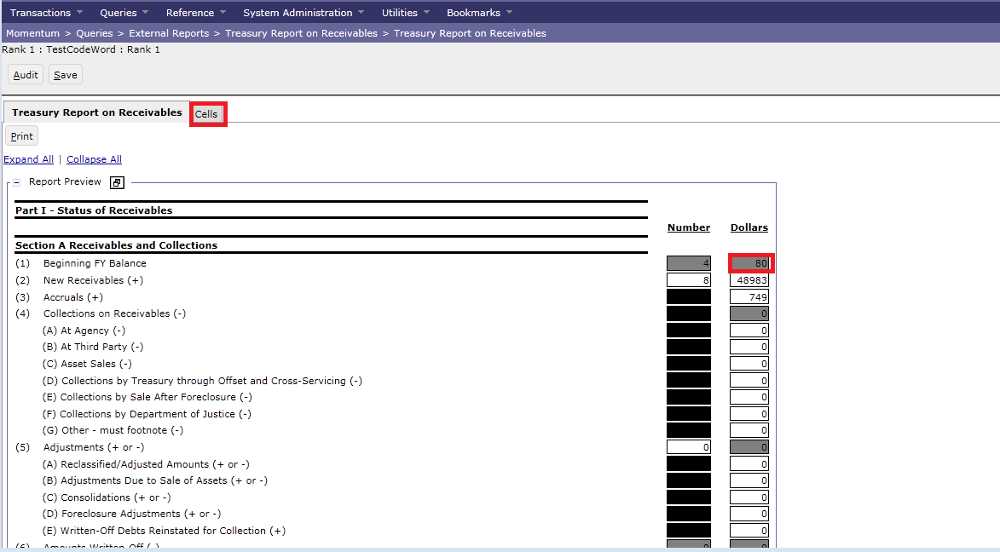 Transactions Queries Reference System Administration Utilities Bookmarks
Momentum > Queries > External Reports > Treasury Report on Receivables > Treasury Report on Receivables
Rank 1 : TestCodeWord : Rank 1
Audit Save
Treasury Report on Receivables Cells
Print
Expand All | Collapse All
Report Preview
Part I - Status of Receivables
Number Dollars
Section A Receivables and Collections
(1) Beginning FY Balance 4 80
(2) New Receivables (+) 8 48983
(3) Accruals (+) 749
(4) Collections on Receivables (-) 0
(A) At Agency (-) 0
(B) At Third Party (-) 0
(C) Asset Sales (-) 0
(D) Collections by Treasury through Offset and Cross-Servicing (-) 0
(E) Collections by Sale After Foreclosure (-) 0
(F) Collections by Department of Justice (-) 0
(G) Other - must footnote (-) 0
(5) Adjustments (+ or -) 0 0
(A) Reclassified/Adjusted Amounts (+ or -) 0
(B) Adjustments Due to Sale of Assets (+ or -) 0
(C) Consolidations (+ or -) 0
(D) Foreclosure Adjustments (+ or -) 0
(E) Written-Off Debts Reinstated for Collection (+) 0
(6) Amounts Written-Off (-) 0 0